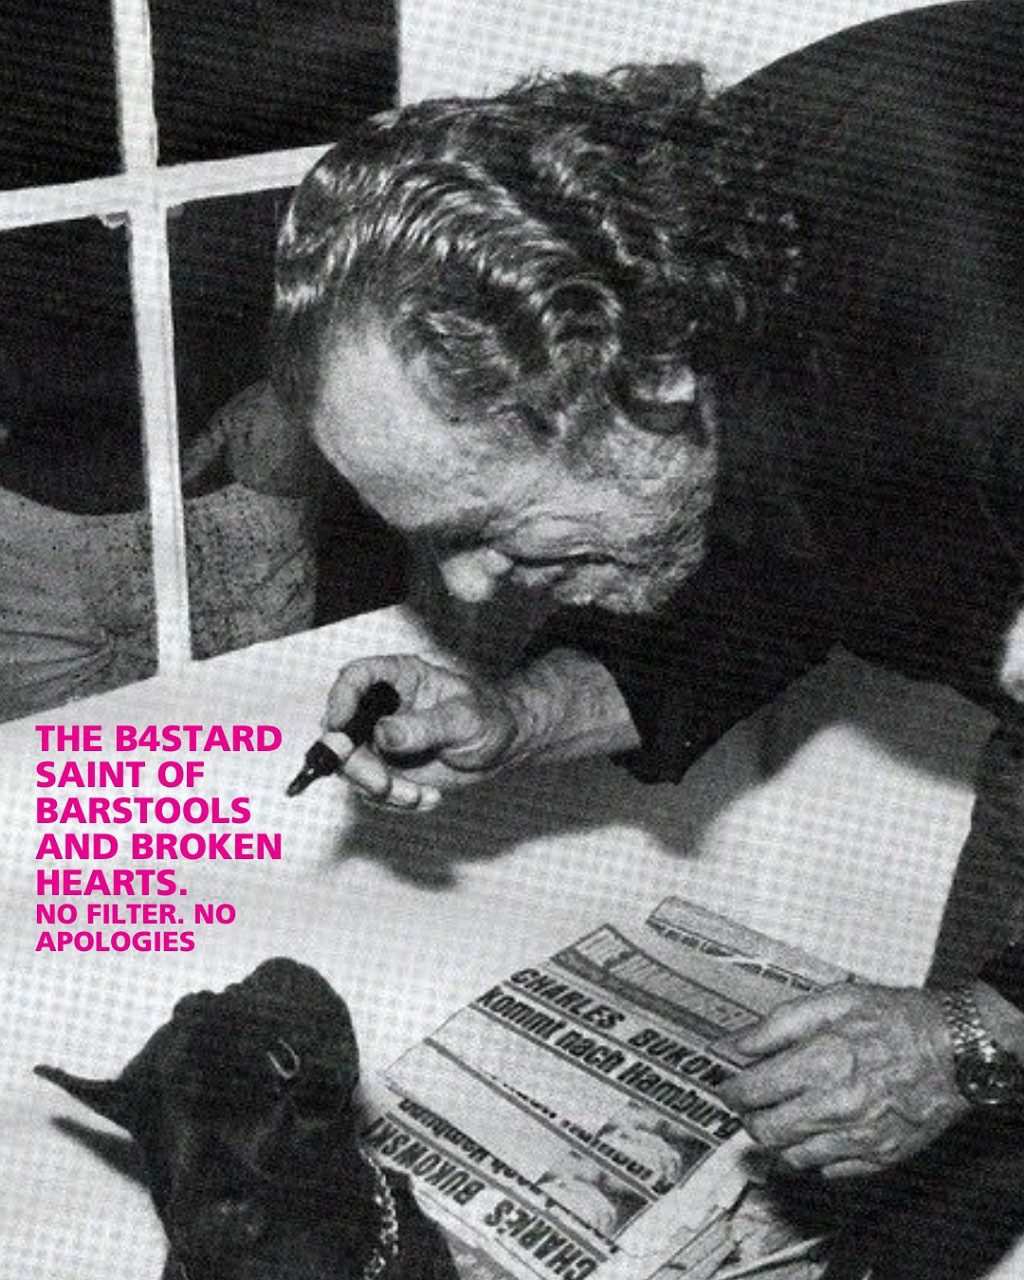 THE B4STARD
SAINT OF
BARSTOOLS
AND BROKEN
HEARTS.
NO FILTER. NO
APOLOGIES
CHARLES BUKOW
kommt nach Hamburg
CHARLES BUKOWSKI